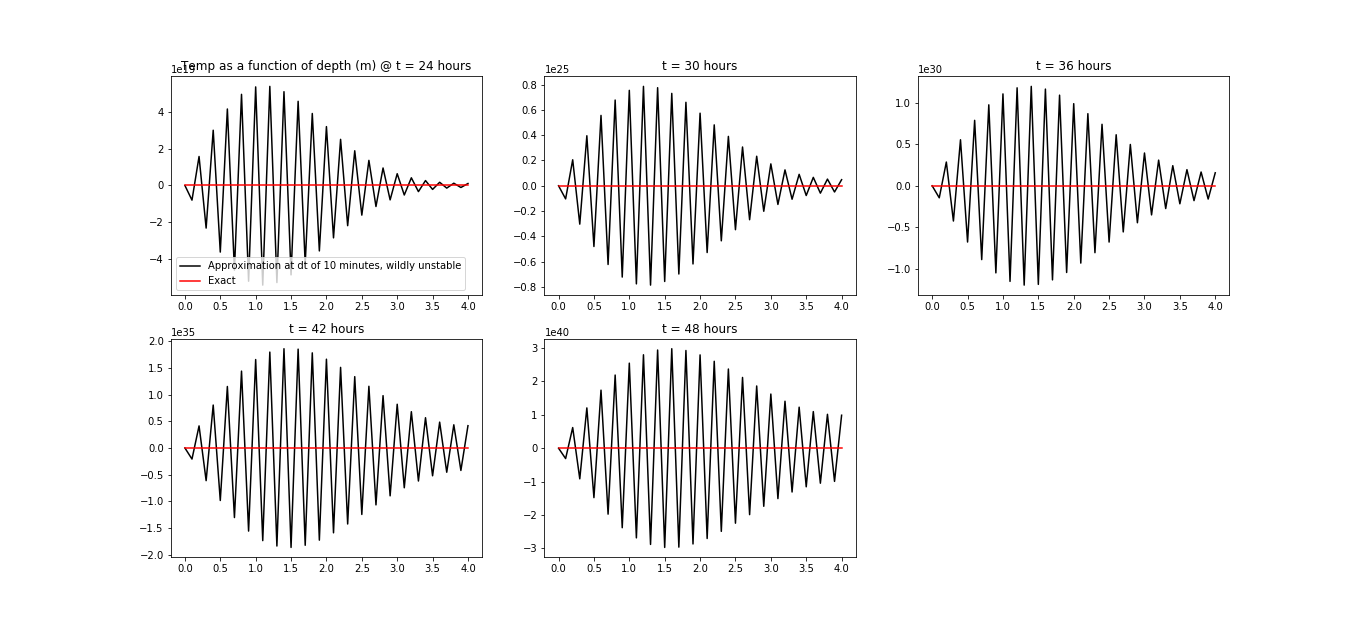 Temp as a function of depth (m) @ t = 24 hours
1e19
4
2
0
−2
−4
Approximation at dt of 10 minutes, wildly unstable
Exact
0.0 0.5 1.0 1.5 2.0 2.5 3.0 3.5 4.0
t = 30 hours
1e25
0.8
0.6
0.4
0.2
0.0
−0.2
−0.4
−0.6
−0.8
0.0 0.5 1.0 1.5 2.0 2.5 3.0 3.5 4.0
t = 36 hours
1e30
1.0
0.5
0.0
−0.5
−1.0
0.0 0.5 1.0 1.5 2.0 2.5 3.0 3.5 4.0
t = 42 hours
1e35
2.0
1.5
1.0
0.5
0.0
−0.5
−1.0
−1.5
−2.0
0.0 0.5 1.0 1.5 2.0 2.5 3.0 3.5 4.0
t = 48 hours
1e40
3
2
1
0
−1
−2
−3
0.0 0.5 1.0 1.5 2.0 2.5 3.0 3.5 4.0